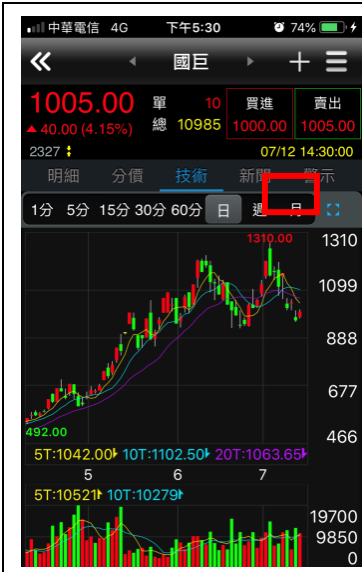 中華電信 4G 下午5:30 74%
國巨
1005.00 單 10 買進 賣出
▲40.00 (4.15%) 總 10985 1000.00 1005.00
2327 07/12 14:30:00
明細 分價 技術 新聞 警示
1分 5分 15分 30分 60分 日 週 月
1310.00 1310
1099
888
677
492.00 466
5T:1042.00 10T:1102.50 20T:1063.65
5 6 7
5T:10521 10T:10279
19700
9850
0